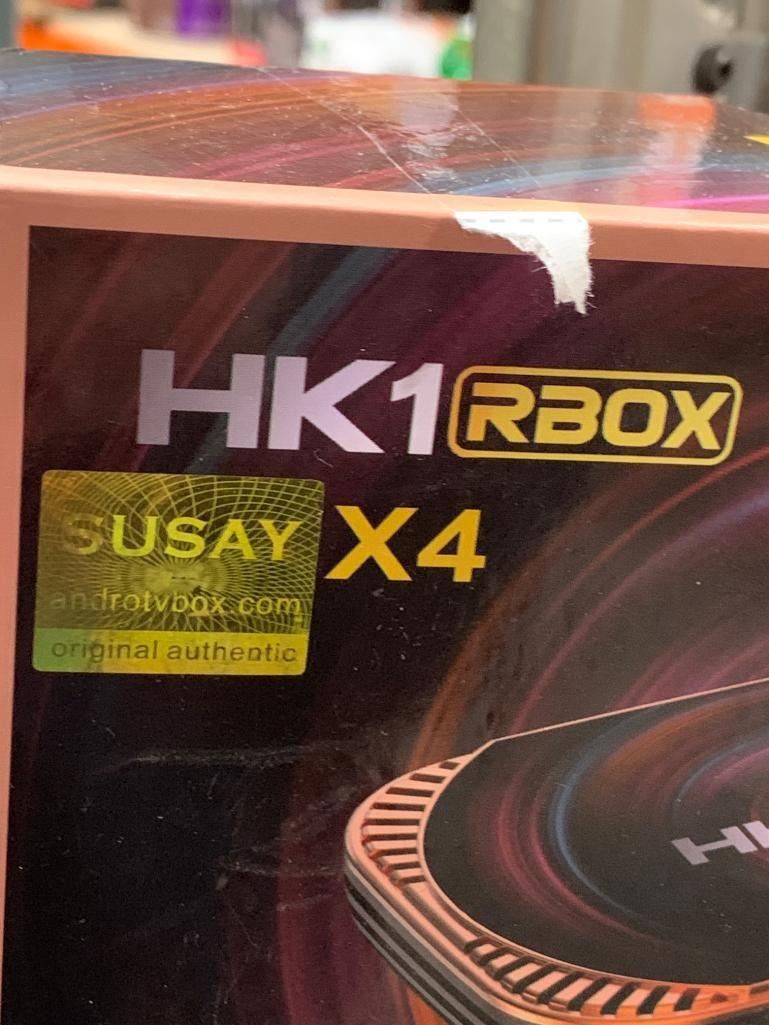 HK1 RBOX
X4
SUSAY
androtvbox.com
original authentic